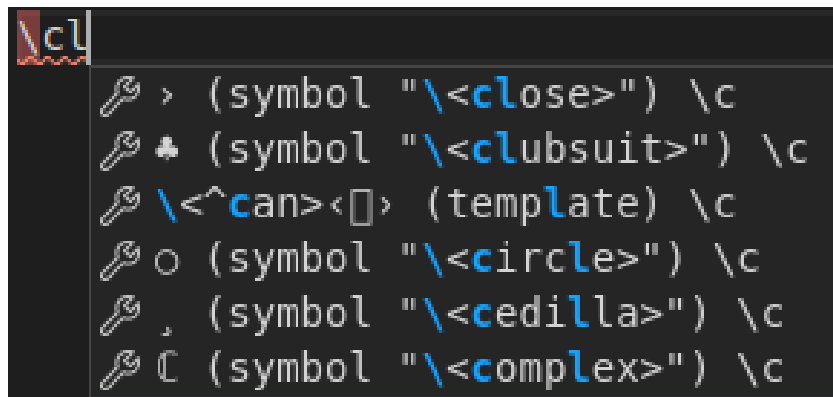 \cl
› (symbol "\<close>") \c
♣ (symbol "\<clubsuit>") \c
\<^can>‹▯› (template) \c
○ (symbol "\<circle>") \c
¸ (symbol "\<cedilla>") \c
ℂ (symbol "\<complex>") \c